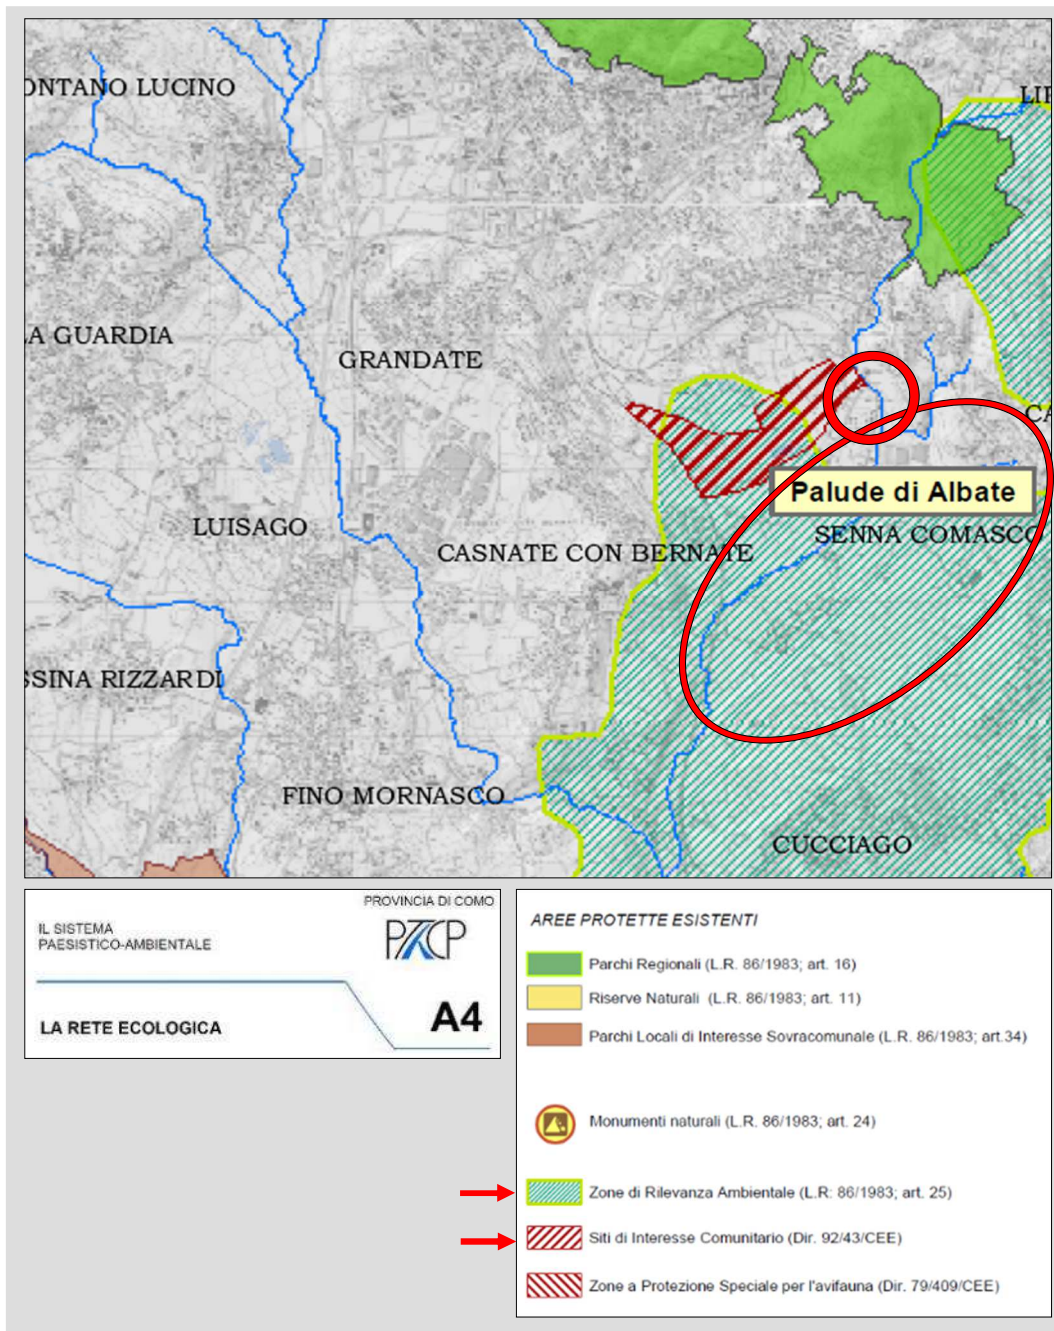 ONTANO LUCINO
LIP
A GUARDIA
GRANDATE
CA
Palude di Albate
LUISAGO
SENNA COMASCO
CASNATE CON BERNATE
SSINA RIZZARDI
FINO MORNASCO
CUCCIAGO
PROVINCIA DI COMO
IL SISTEMA
PAESISTICO-AMBIENTALE
PTCP
LA RETE ECOLOGICA
A4
AREE PROTETTE ESISTENTI
Parchi Regionali (L.R. 86/1983; art. 16)
Riserve Naturali (L.R. 86/1983; art. 11)
Parchi Locali di Interesse Sovracomunale (L.R. 86/1983; art.34)
Monumenti naturali (L.R. 86/1983; art. 24)
Zone di Rilevanza Ambientale (L.R: 86/1983; art. 25)
Siti di Interesse Comunitario (Dir. 92/43/CEE)
Zone a Protezione Speciale per l'avifauna (Dir. 79/409/CEE)